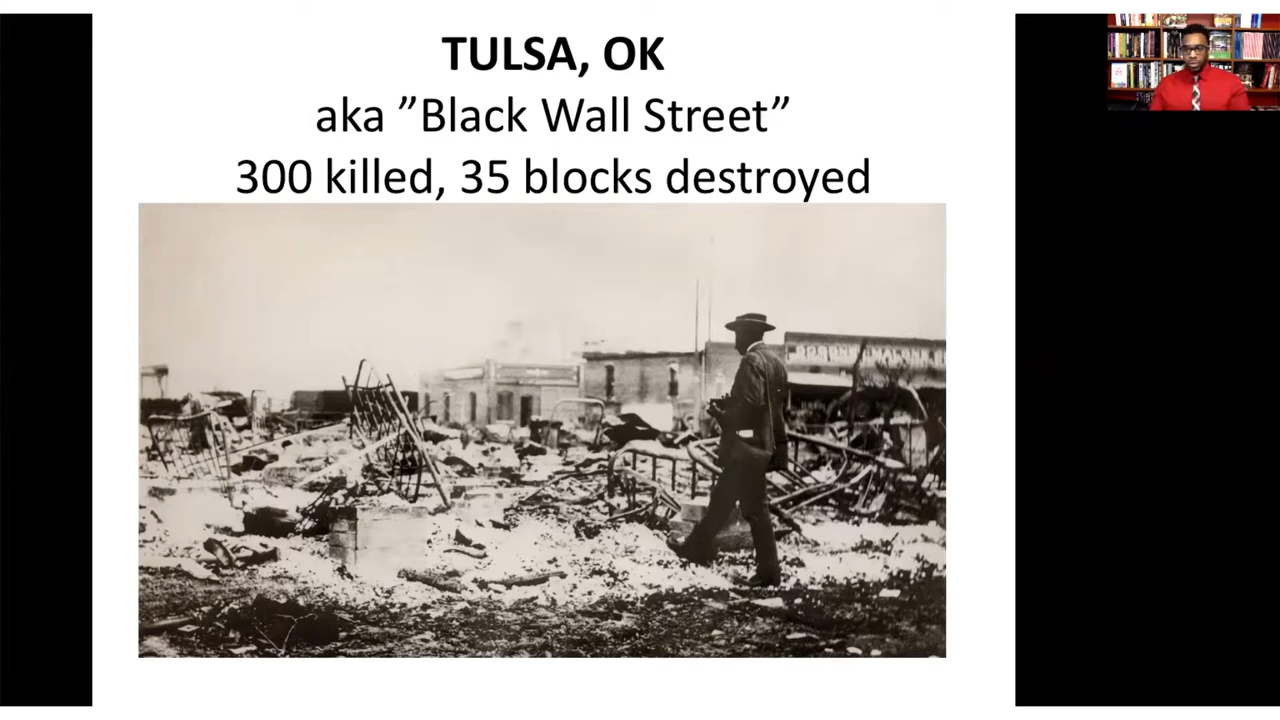 TULSA, OK
aka ”Black Wall Street”
300 killed, 35 blocks destroyed